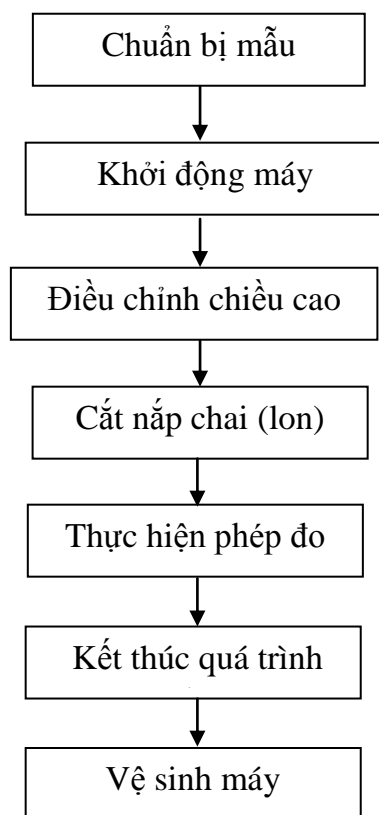 Chuẩn bị mẫu
Khởi động máy
Điều chỉnh chiều cao
Cắt nắp chai (lon)
Thực hiện phép đo
Kết thúc quá trình
Vệ sinh máy